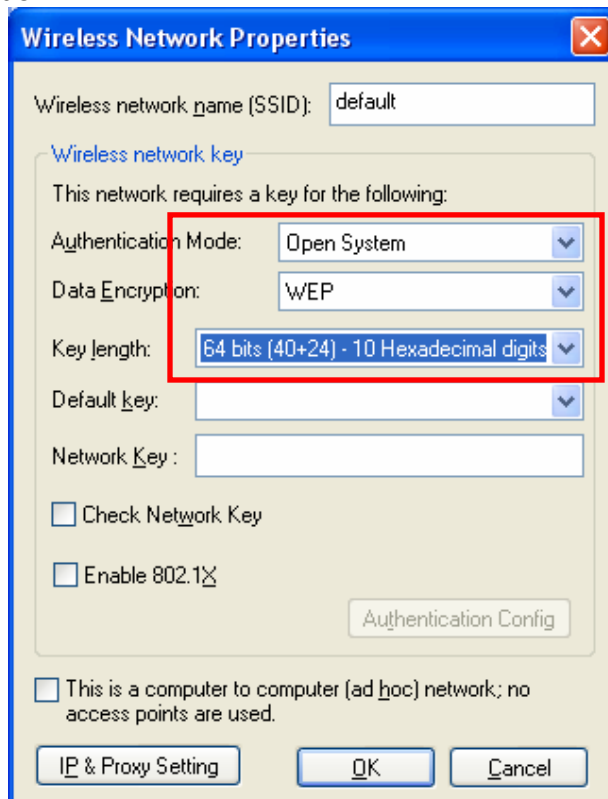 Wireless Network Properties
Wireless network name (SSID): default
Wireless network key
This network requires a key for the following:
Authentication Mode: Open System
Data Encryption: WEP
Key length: 64 bits (40+24) - 10 Hexadecimal digits
Default key:
Network Key :
Check Network Key
Enable 802.1X
Authentication Config
This is a computer to computer (ad hoc) network; no
access points are used.
IP & Proxy Setting OK Cancel